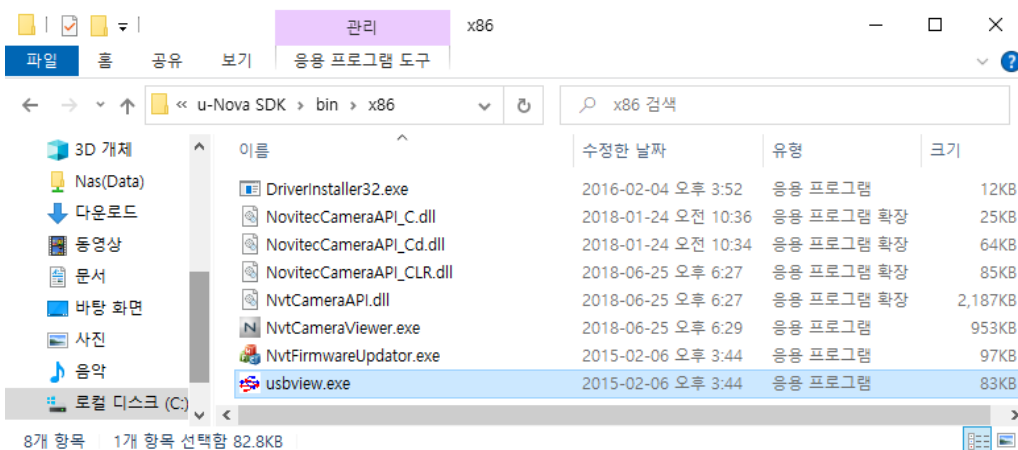 관리 x86
파일 홈 공유 보기 응용 프로그램 도구
« u-Nova SDK › bin › x86 x86 검색
이름 수정한 날짜 유형 크기
3D 개체
Nas(Data)
다운로드
동영상
문서
바탕 화면
사진
음악
로컬 디스크 (C:)
DriverInstaller32.exe 2016-02-04 오후 3:52 응용 프로그램 12KB
NovitecCameraAPI_C.dll 2018-01-24 오전 10:36 응용 프로그램 확장 25KB
NovitecCameraAPI_Cd.dll 2018-01-24 오전 10:34 응용 프로그램 확장 64KB
NovitecCameraAPI_CLR.dll 2018-06-25 오후 6:27 응용 프로그램 확장 85KB
NvtCameraAPI.dll 2018-06-25 오후 6:27 응용 프로그램 확장 2,187KB
NvtCameraViewer.exe 2018-06-25 오후 6:29 응용 프로그램 953KB
NvtFirmwareUpdator.exe 2015-02-06 오후 3:44 응용 프로그램 97KB
usbview.exe 2015-02-06 오후 3:44 응용 프로그램 83KB
8개 항목 1개 항목 선택함 82.8KB